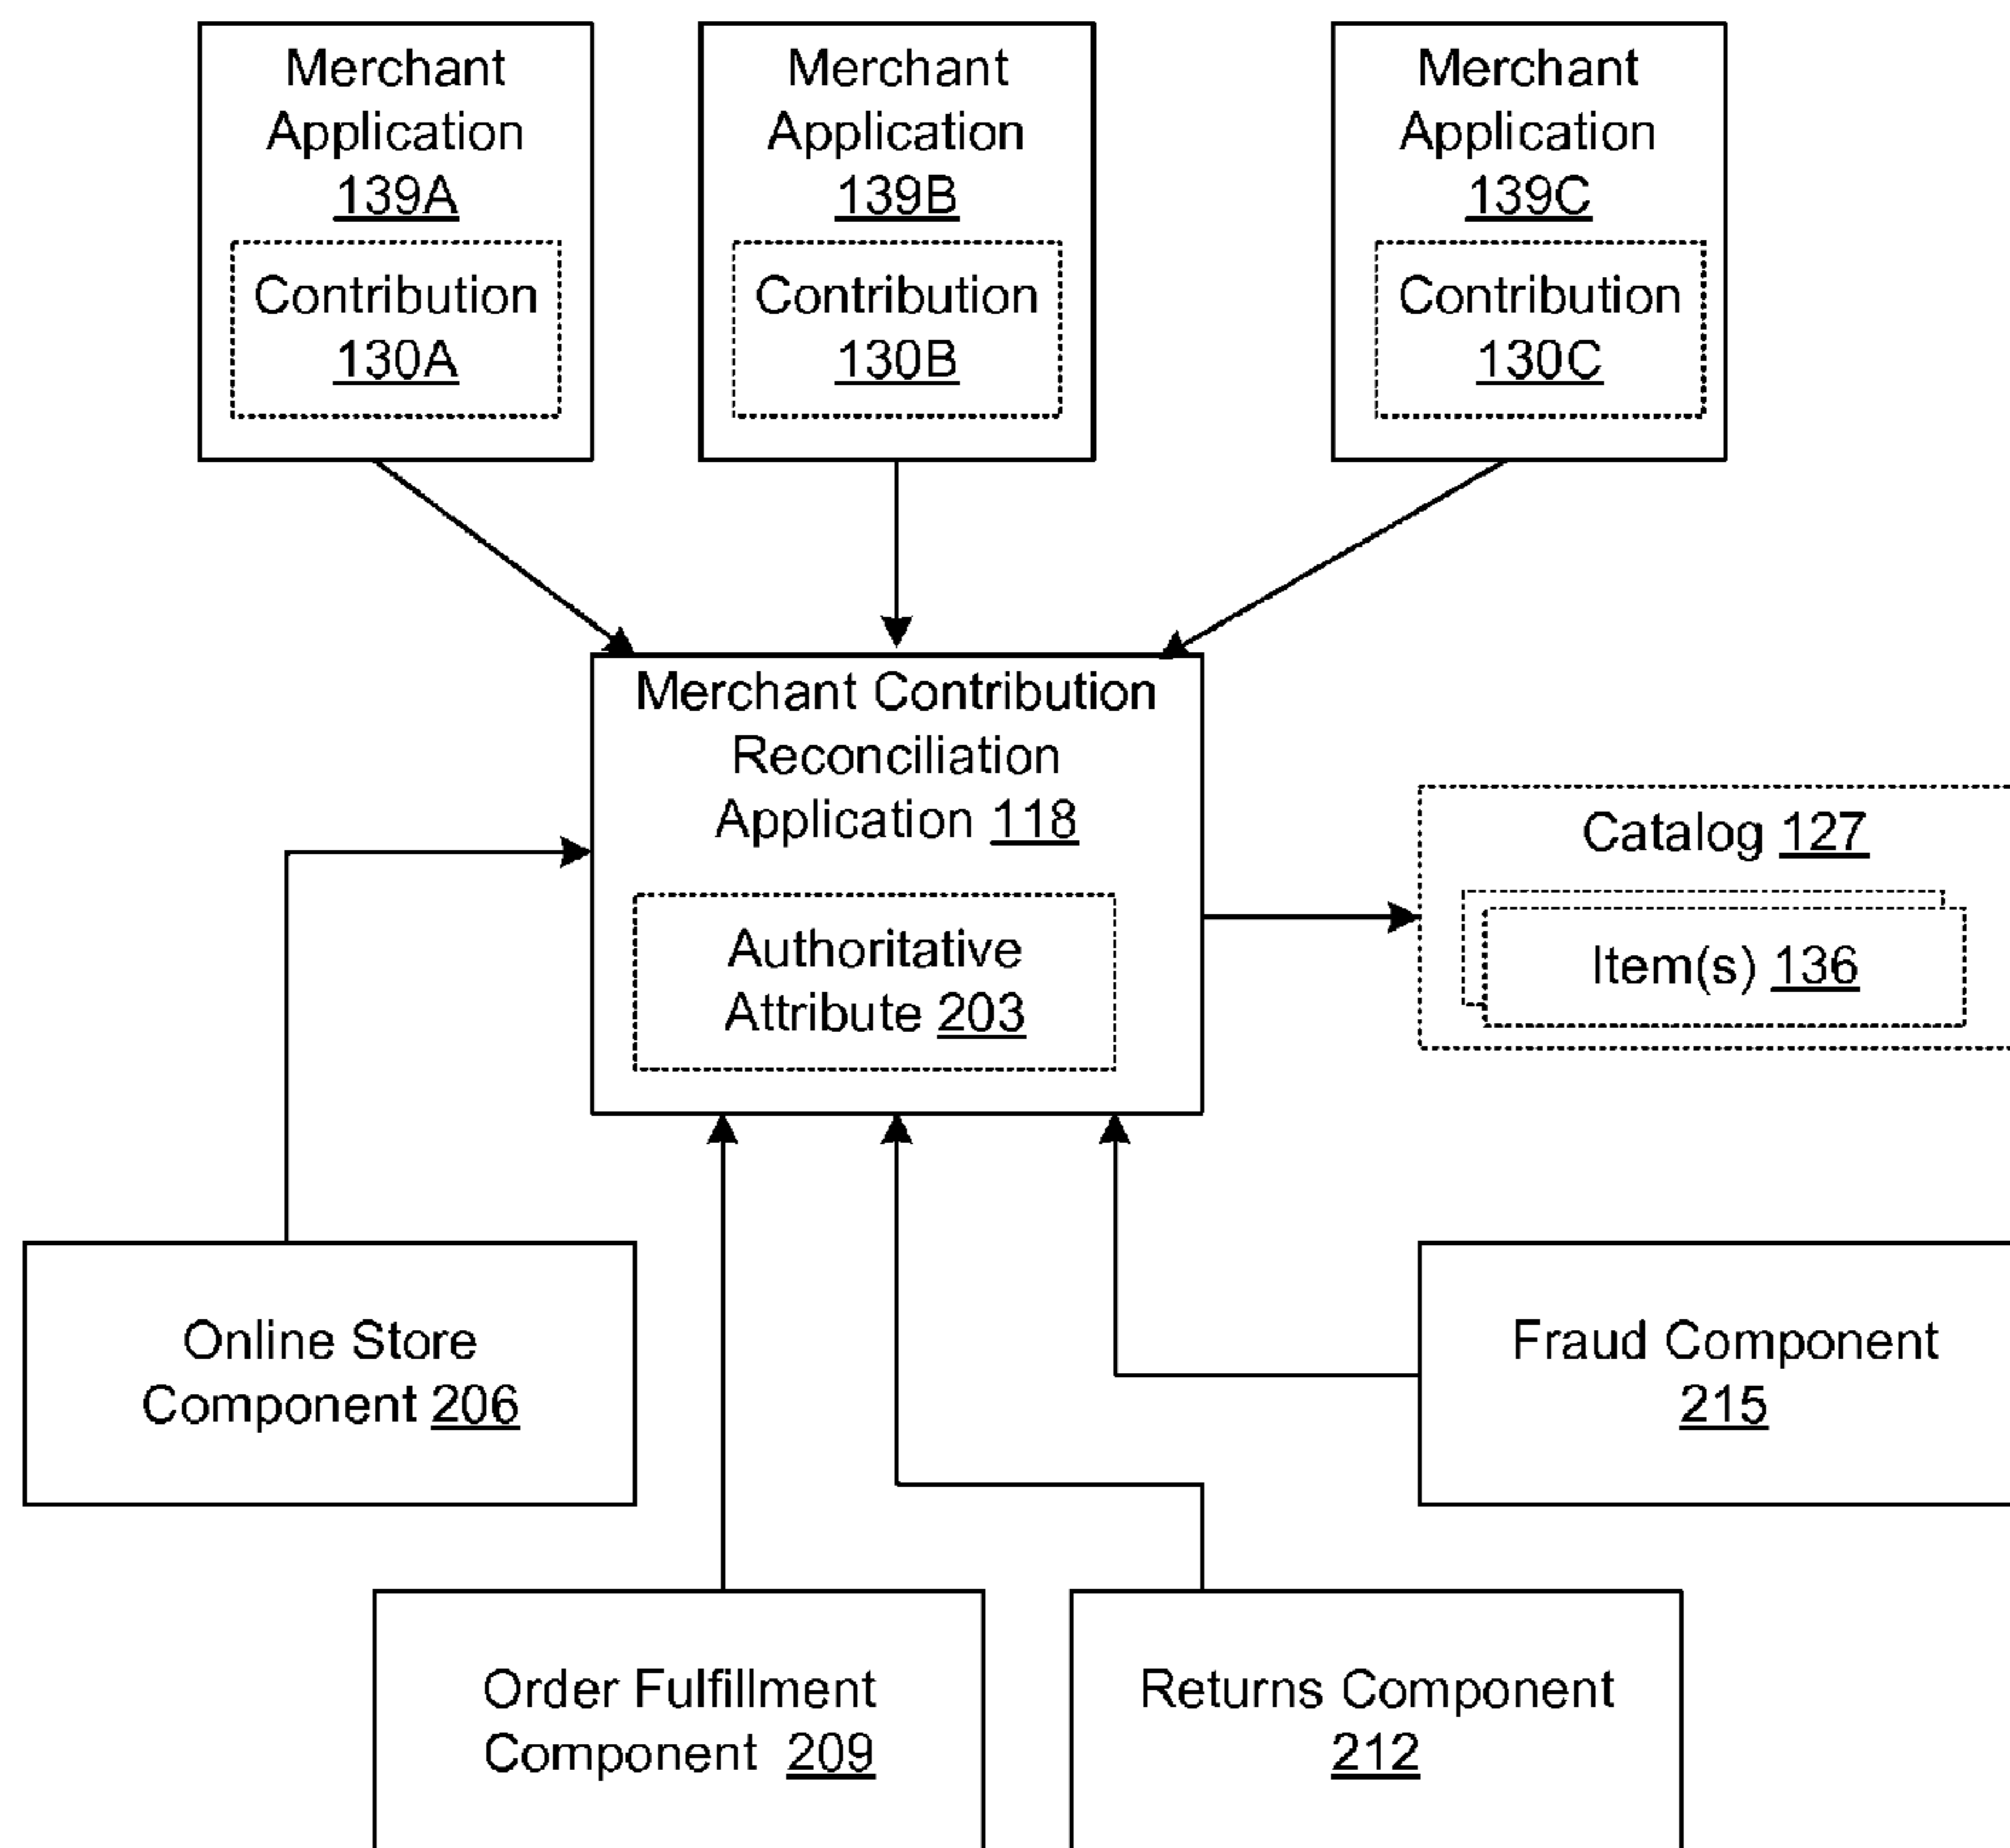 Merchant
Application
139A
Contribution
130A
Merchant
Application
139B
Contribution
130B
Merchant
Application
139C
Contribution
130C
Merchant Contribution
Reconciliation
Application 118
Authoritative
Attribute 203
Catalog 127
Item(s) 136
Online Store
Component 206
Fraud Component
215
Order Fulfillment
Component 209
Returns Component
212